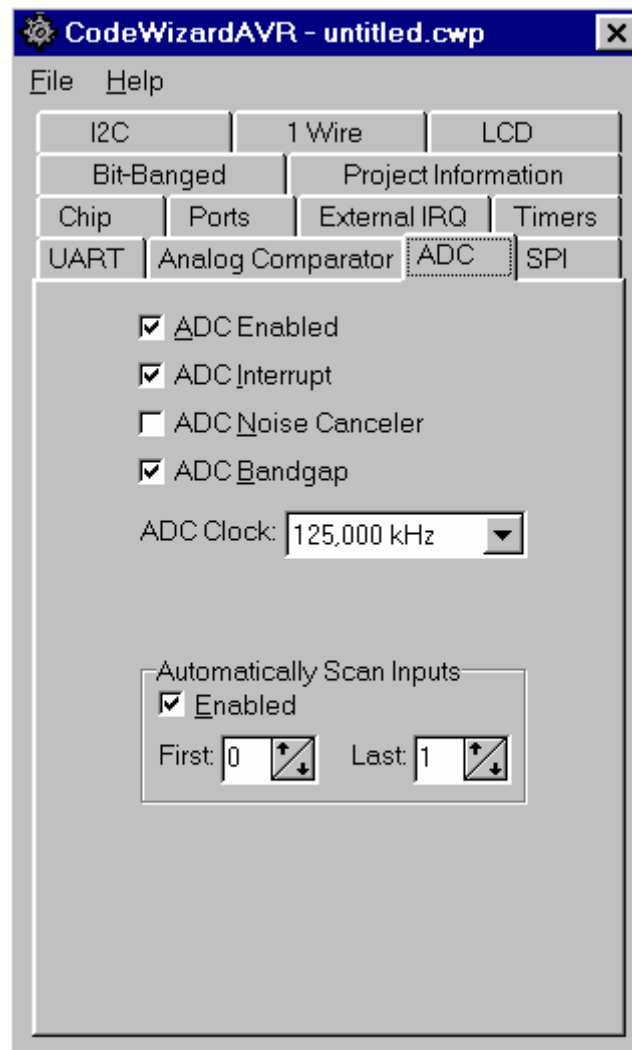 CodeWizardAVR - untitled.cwp
File Help
I2C 1 Wire LCD
Bit-Banged Project Information
Chip Ports External IRQ Timers
UART Analog Comparator ADC SPI
ADC Enabled
ADC Interrupt
ADC Noise Canceler
ADC Bandgap
ADC Clock: 125,000 kHz
Automatically Scan Inputs
Enabled
First: 0 Last: 1